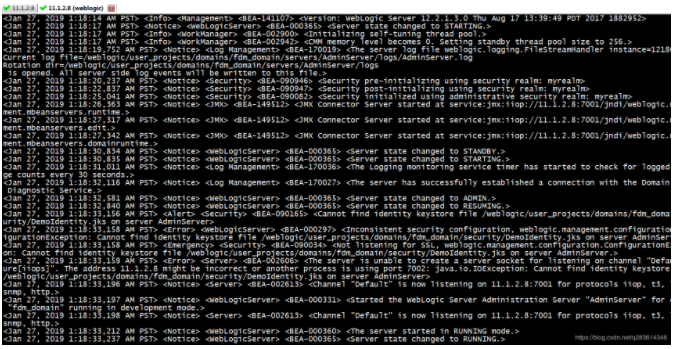 11.1.2.8 11.1.2.8 (weblogic)
<Jan 27, 2019 1:18:14 AM PST> <Info> <Management> <BEA-141107> <Version: WebLogic Server 12.2.1.3.0 Thu Aug 17 13:39:49 PDT 2017 1882952>
<Jan 27, 2019 1:18:17 AM PST> <Notice> <WebLogicServer> <BEA-000365> <Server state changed to STARTING.>
<Jan 27, 2019 1:18:17 AM PST> <Info> <WorkManager> <BEA-002900> <Initializing self-tuning thread pool.>
<Jan 27, 2019 1:18:17 AM PST> <Info> <WorkManager> <BEA-002942> <CMM memory level becomes 0. Setting standby thread pool size to 256.>
<Jan 27, 2019 1:18:19,752 AM PST> <Notice> <Log Management> <BEA-170019> <The server log file weblogic.logging.FileStreamHandler instance=12180
Current log file=/weblogic/user_projects/domains/fdm_domain/servers/AdminServer/logs/AdminServer.log
Rotation dir=/weblogic/user_projects/domains/fdm_domain/servers/AdminServer/logs
is opened. All server side log events will be written to this file.>
<Jan 27, 2019 1:18:20,237 AM PST> <Notice> <Security> <BEA-090946> <Security pre-initializing using security realm: myrealm>
<Jan 27, 2019 1:18:22,837 AM PST> <Notice> <Security> <BEA-090947> <Security post-initializing using security realm: myrealm>
<Jan 27, 2019 1:18:25,041 AM PST> <Notice> <Security> <BEA-090082> <Security initialized using administrative security realm: myrealm>
<Jan 27, 2019 1:18:26,363 AM PST> <Notice> <JMX> <BEA-149512> <JMX Connector Server started at service:jmx:iiop://11.1.2.8:7001/jndi/weblogic.
ment.mbeanservers.runtime.>
<Jan 27, 2019 1:18:27,317 AM PST> <Notice> <JMX> <BEA-149512> <JMX Connector Server started at service:jmx:iiop://11.1.2.8:7001/jndi/weblogic.
ment.mbeanservers.edit.>
<Jan 27, 2019 1:18:27,342 AM PST> <Notice> <JMX> <BEA-149512> <JMX Connector Server started at service:jmx:iiop://11.1.2.8:7001/jndi/weblogic.
ment.mbeanservers.domainruntime.>
<Jan 27, 2019 1:18:30,834 AM PST> <Notice> <WebLogicServer> <BEA-000365> <Server state changed to STANDBY.>
<Jan 27, 2019 1:18:30,835 AM PST> <Notice> <WebLogicServer> <BEA-000365> <Server state changed to STARTING.>
<Jan 27, 2019 1:18:31,011 AM PST> <Notice> <Log Management> <BEA-170036> <The Logging monitoring service timer has started to check for logged
ge counts every 30 seconds.>
<Jan 27, 2019 1:18:32,116 AM PST> <Notice> <Log Management> <BEA-170027> <The server has successfully established a connection with the Domain
Diagnostic Service.>
<Jan 27, 2019 1:18:32,581 AM PST> <Notice> <WebLogicServer> <BEA-000365> <Server state changed to ADMIN.>
<Jan 27, 2019 1:18:32,840 AM PST> <Notice> <WebLogicServer> <BEA-000365> <Server state changed to RESUMING.>
<Jan 27, 2019 1:18:33,156 AM PST> <Alert> <Security> <BEA-090165> <Cannot find identity keystore file /weblogic/user_projects/domains/fdm_doma
urity/DemoIdentity.jks on server AdminServer>
<Jan 27, 2019 1:18:33,158 AM PST> <Error> <WebLogicServer> <BEA-000297> <Inconsistent security configuration, weblogic.management.configuration
igurationException: Cannot find identity keystore file /weblogic/user_projects/domains/fdm_domain/security/DemoIdentity.jks on server AdminSer
<Jan 27, 2019 1:18:33,158 AM PST> <Emergency> <Security> <BEA-090034> <Not listening for SSL, weblogic.management.configuration.ConfigurationE
on: Cannot find identity keystore file /weblogic/user_projects/domains/fdm_domain/security/DemoIdentity.jks on server AdminServer.>
<Jan 27, 2019 1:18:33,159 AM PST> <Error> <Server> <BEA-002606> <The server is unable to create a server socket for listening on channel "Defa
ure[iiops]". The address 11.1.2.8 might be incorrect or another process is using port 7002: java.io.IOException: Cannot find identity keystore
/weblogic/user_projects/domains/fdm_domain/security/DemoIdentity.jks on server AdminServer>
<Jan 27, 2019 1:18:33,196 AM PST> <Notice> <Server> <BEA-002613> <Channel "Default" is now listening on 11.1.2.8:7001 for protocols iiop, t3,
snmp, http.>
<Jan 27, 2019 1:18:33,196 AM PST> <Notice> <WebLogicServer> <BEA-000331> <Started the WebLogic Server Administration Server "AdminServer" for
"fdm_domain" running in development mode.>
<Jan 27, 2019 1:18:33,198 AM PST> <Notice> <Server> <BEA-002613> <Channel "Default" is now listening on 11.1.2.8:7001 for protocols iiop, t3,
snmp, http.>
<Jan 27, 2019 1:18:33,212 AM PST> <Notice> <WebLogicServer> <BEA-000360> <The server started in RUNNING mode.>
<Jan 27, 2019 1:18:33,237 AM PST> <Notice> <WebLogicServer> <BEA-000365> <Server state changed to RUNNING.>
https://blog.csdn.net/q283614346